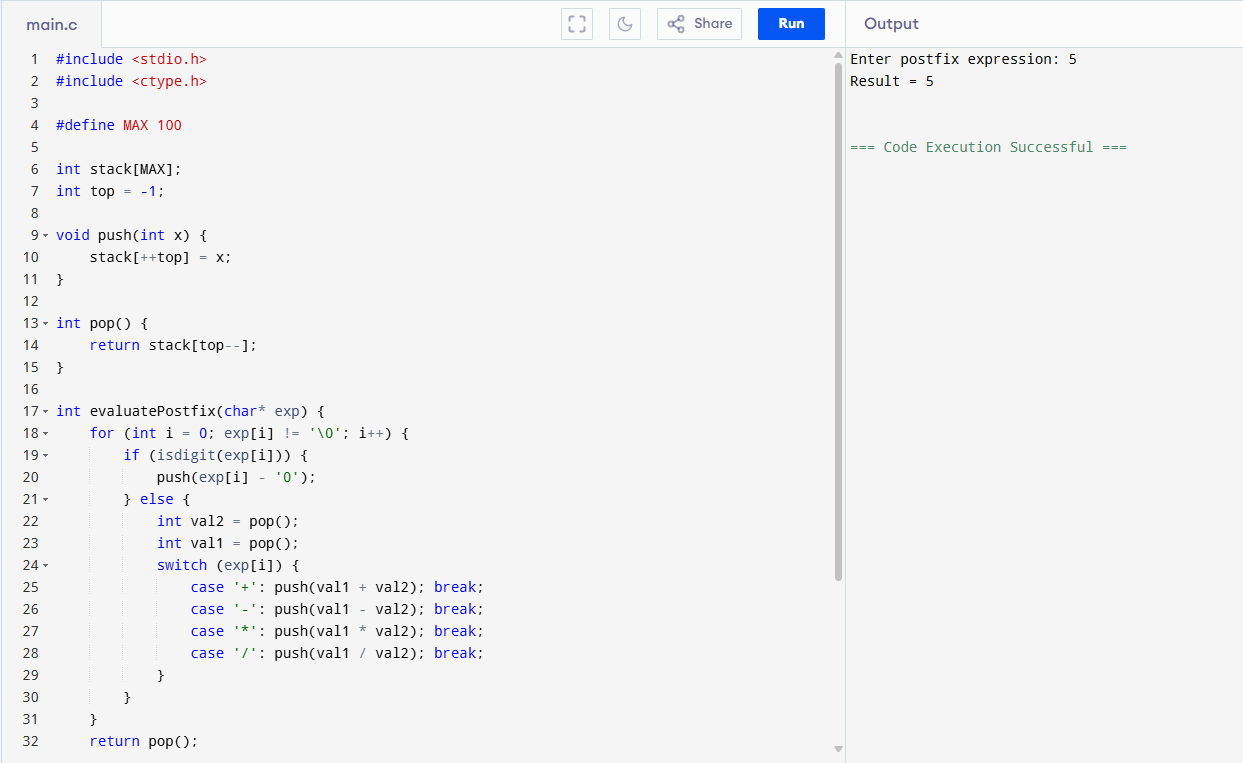 main.c
Share
Run
Output
1 #include <stdio.h>
2 #include <ctype.h>
3
4 #define MAX 100
5
6 int stack[MAX];
7 int top = -1;
8
9 void push(int x) {
10     stack[++top] = x;
11 }
12
13 int pop() {
14     return stack[top--];
15 }
16
17 int evaluatePostfix(char* exp) {
18     for (int i = 0; exp[i] != '\0'; i++) {
19         if (isdigit(exp[i])) {
20             push(exp[i] - '0');
21         } else {
22             int val2 = pop();
23             int val1 = pop();
24             switch (exp[i]) {
25                 case '+': push(val1 + val2); break;
26                 case '-': push(val1 - val2); break;
27                 case '*': push(val1 * val2); break;
28                 case '/': push(val1 / val2); break;
29             }
30         }
31     }
32     return pop();
Enter postfix expression: 5
Result = 5
=== Code Execution Successful ===